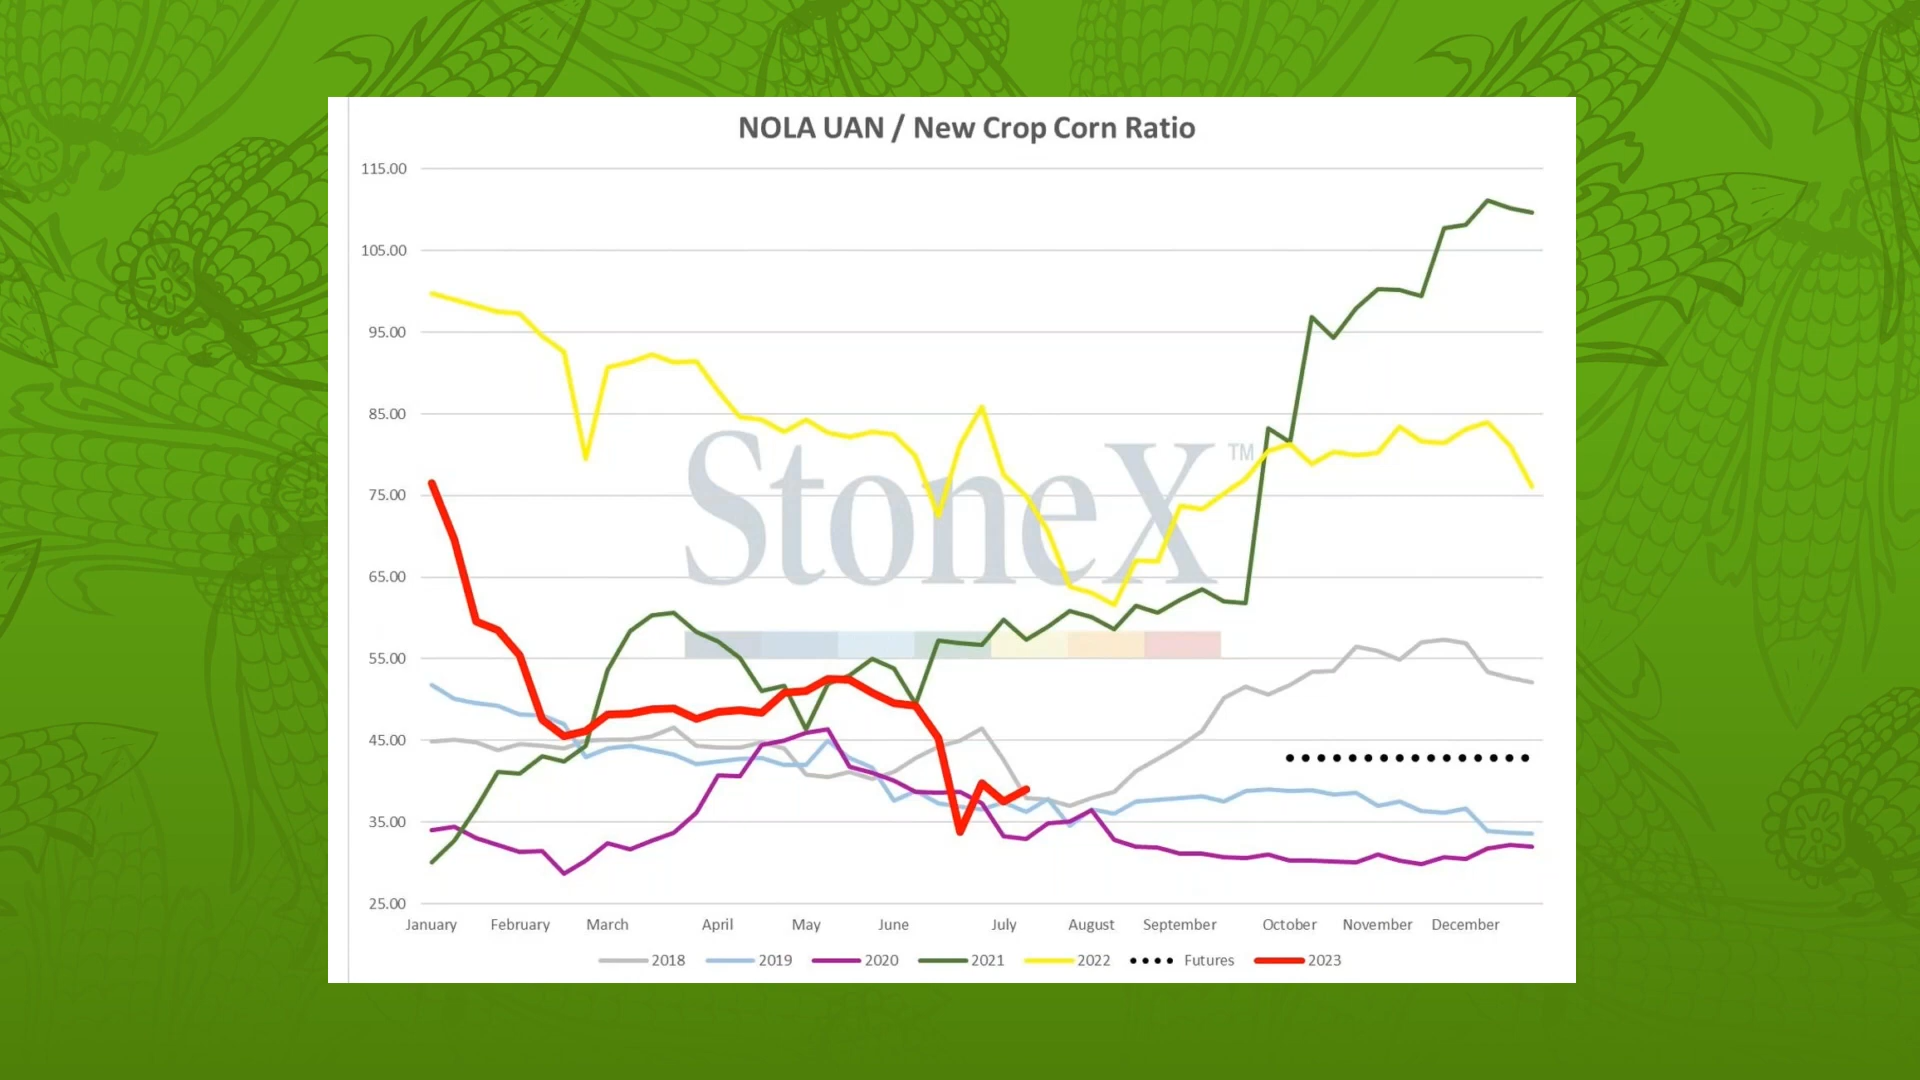 NOLA UAN / New Crop Corn Ratio
115.00
105.00
95.00
85.00
75.00
65.00
55.00
45.00
35.00
25.00
StoneX™
January February March April May June July August September October November December
2018 2019 2020 2021 2022 Futures 2023